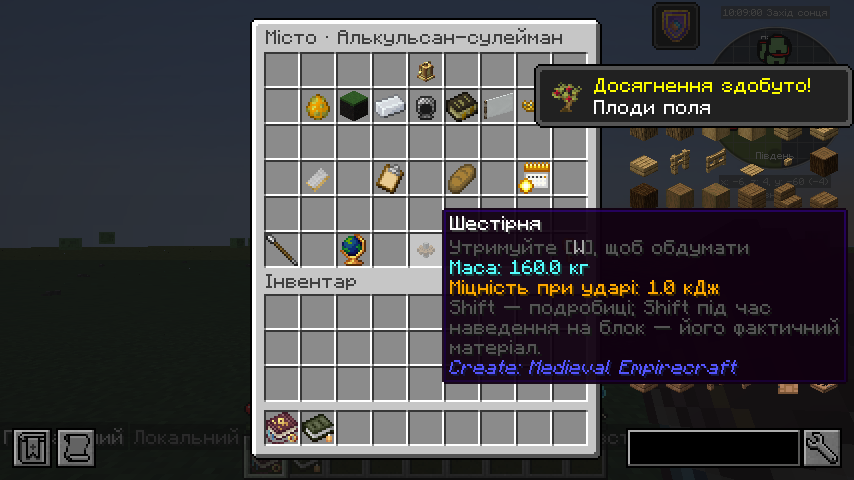 10:09:00 Захід сонця
Місто · Алькульсан-сулейман
Досягнення здобуто!
Плоди поля
Південь
Шестірня
Утримуйте [W], щоб обдумати
Маса: 160.0 кг
Міцність при ударі: 1.0 кДж
Shift — подробиці; Shift під час
наведення на блок — його фактичний
матеріал.
Create: Medieval Empirecraft
Інвентар
Локальний